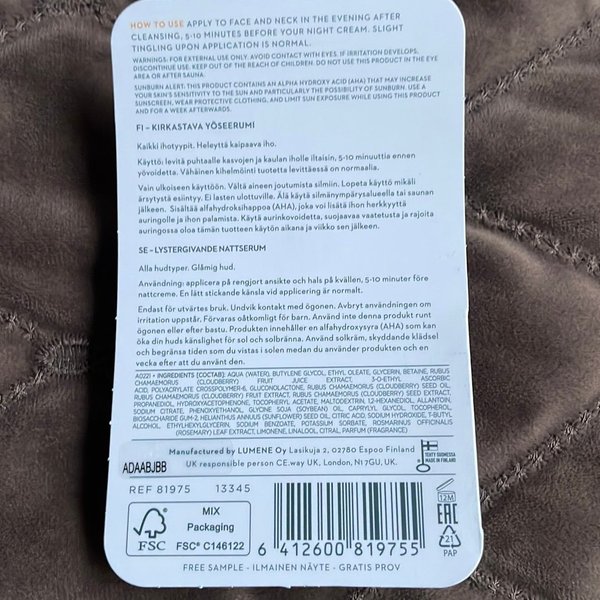 HOW TO USE APPLY TO FACE AND NECK IN THE EVENING AFTER
CLEANSING, 5-10 MINUTES BEFORE YOUR NIGHT CREAM. SLIGHT
TINGLING UPON APPLICATION IS NORMAL.
WARNINGS: FOR EXTERNAL USE ONLY. AVOID CONTACT WITH EYES. IF IRRITATION DEVELOPS,
DISCONTINUE USE. KEEP OUT OF THE REACH OF CHILDREN. DO NOT USE THIS PRODUCT IN THE EYE
AREA OR AFTER SAUNA.
SUNBURN ALERT: THIS PRODUCT CONTAINS AN ALPHA HYDROXY ACID (AHA) THAT MAY INCREASE
YOUR SKIN'S SENSITIVITY TO THE SUN AND PARTICULARLY THE POSSIBILITY OF SUNBURN. USE A
SUNSCREEN, WEAR PROTECTIVE CLOTHING, AND LIMIT SUN EXPOSURE WHILE USING THIS PRODUCT
AND FOR A WEEK AFTERWARDS.
FI – KIRKASTAVA YÖSEERUMI
Kaikki ihotyypit. Heleyttä kaipaava iho.
Käyttö: levitä puhtaalle kasvojen ja kaulan iholle iltaisin, 5-10 minuuttia ennen
yövoidetta. Vähäinen kihelmöinti tuotetta levittäessä on normaalia.
Vain ulkoiseen käyttöön. Vältä aineen joutumista silmiin. Lopeta käyttö mikäli
ärsytystä esiintyy. Ei lasten ulottuville. Älä käytä silmänympärysalueella tai saunan
jälkeen. Sisältää alfahydroksihappoa (AHA), joka voi lisätä ihon herkkyyttä
auringolle ja ihon palamista. Käytä aurinkovoidetta, suojaavaa vaatetusta ja rajoita
auringossa oloa tämän tuotteen käytön aikana ja viikko sen jälkeen.
SE – LYSTERGIVANDE NATTSERUM
Alla hudtyper. Glåmig hud.
Användning: applicera på rengjort ansikte och hals på kvällen, 5-10 minuter före
nattcreme. En lätt stickande känsla vid applicering är normalt.
Endast för utvärtes bruk. Undvik kontakt med ögonen. Avbryt användningen om
irritation uppstår. Förvaras oåtkomligt för barn. Använd inte denna produkt runt
ögonen eller efter bastu. Produkten innehåller en alfahydroxysyra (AHA) som kan
öka din huds känslighet för sol och solbränna. Använd solkräm, skyddande klädsel
och begränsa tiden som du vistas i solen medan du använder produkten och en
vecka efter att du använt den.
A0221 • INGREDIENTS [СОСТАВ]: AQUA (WATER), BUTYLENE GLYCOL, ETHYL OLEATE, GLYCERIN, BETAINE, RUBUS
CHAMAEMORUS (CLOUDBERRY) FRUIT JUICE EXTRACT, 3-O-ETHYL ASCORBIC
ACID, POLYACRYLATE CROSSPOLYMER-6, GLUCONOLACTONE, RUBUS CHAMAEMORUS (CLOUDBERRY) SEED OIL,
RUBUS CHAMAEMORUS (CLOUDBERRY) FRUIT EXTRACT, RUBUS CHAMAEMORUS (CLOUDBERRY) SEED EXTRACT,
PROPANEDIOL, HYDROXYACETOPHENONE, TOCOPHERYL ACETATE, MALTODEXTRIN, 1,2-HEXANEDIOL, ALLANTOIN,
SODIUM CITRATE, PHENOXYETHANOL, GLYCINE SOJA (SOYBEAN) OIL, CAPRYLYL GLYCOL, TOCOPHEROL,
BIOSACCHARIDE GUM-2, HELIANTHUS ANNUUS (SUNFLOWER) SEED OIL, CITRIC ACID, SODIUM HYDROXIDE, T-BUTYL
ALCOHOL, ETHYLHEXYLGLYCERIN, SODIUM BENZOATE, POTASSIUM SORBATE, ROSMARINUS OFFICINALIS
(ROSEMARY) LEAF EXTRACT, LIMONENE, LINALOOL, CITRAL, PARFUM (FRAGRANCE)
Manufactured by LUMENE Oy Lasikuja 2, 02780 Espoo Finland
UK responsible person CE.way UK, London, N1 7GU, UK.
TEHTY SUOMESSA
MADE IN FINLAND
ADAABJBB
REF 81975 13345
12M
MIX
Packaging
FSC® C146122
FSC
EAC
21
PAP
6 412600 819755
FREE SAMPLE - ILMAINEN NÄYTE - GRATIS PROV